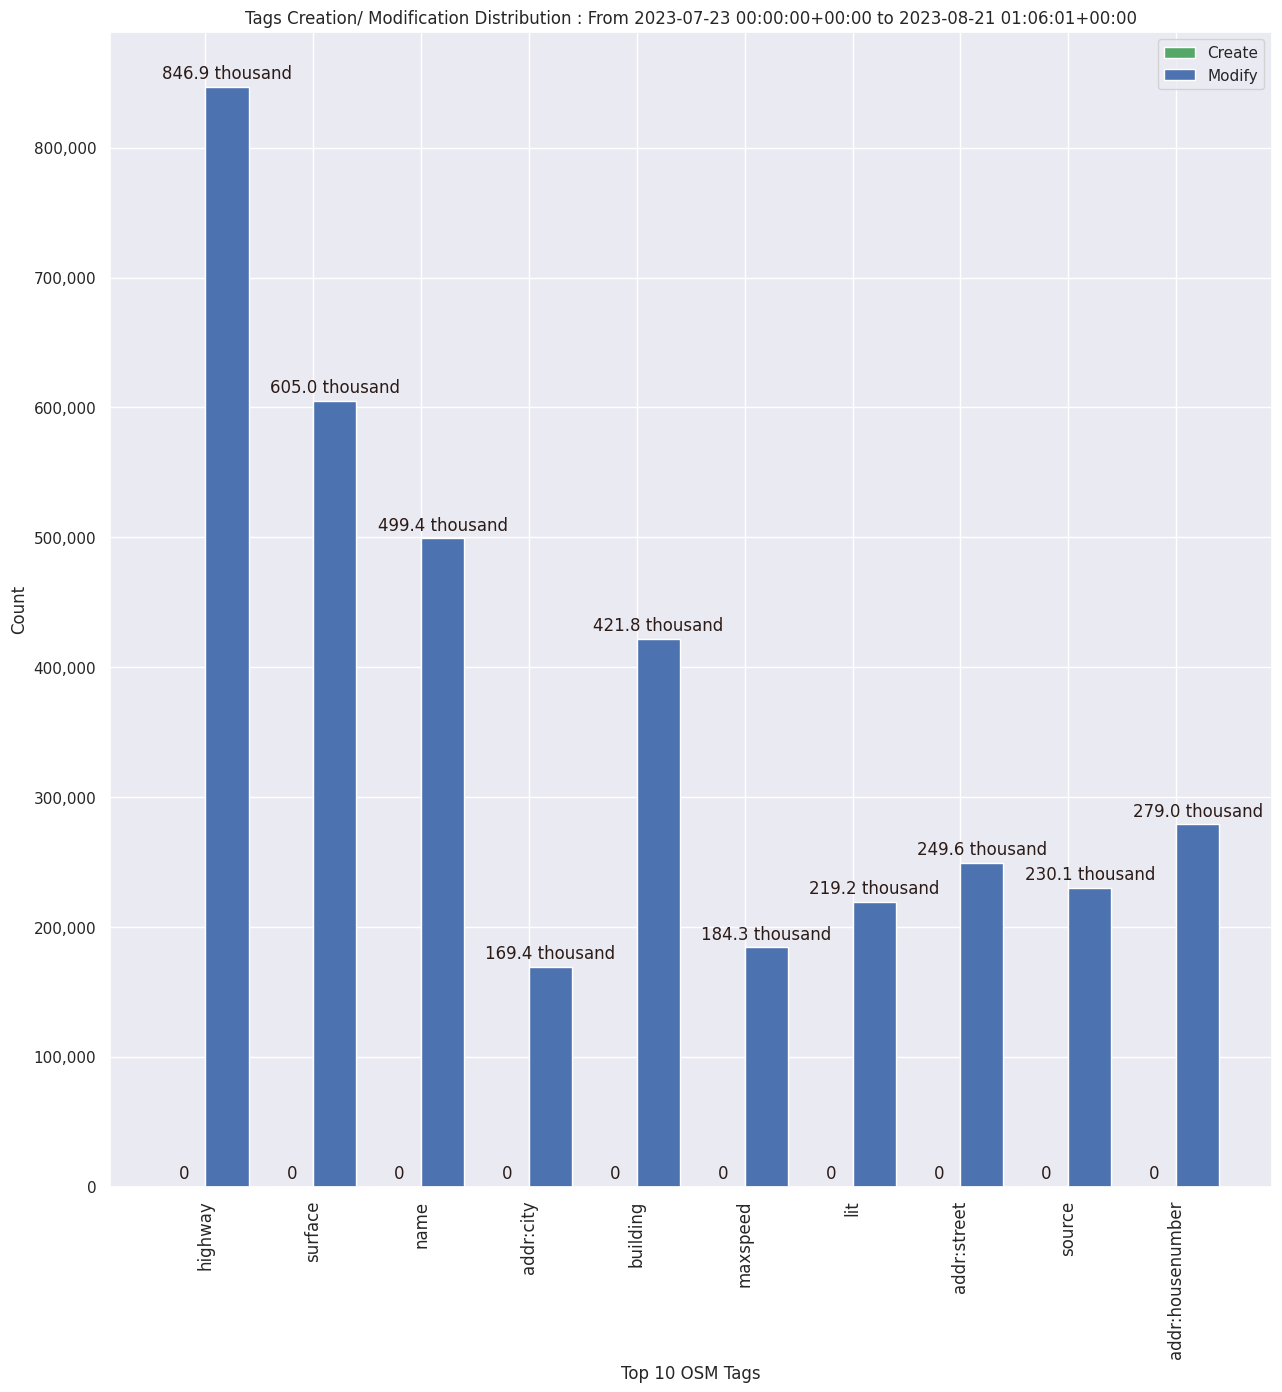 Tags Creation/ Modification Distribution : From 2023-07-23 00:00:00+00:00 to 2023-08-21 01:06:01+00:00
Create
Modify
846.9 thousand
605.0 thousand
499.4 thousand
169.4 thousand
421.8 thousand
184.3 thousand
219.2 thousand
249.6 thousand
230.1 thousand
279.0 thousand
0
0
0
0
0
0
0
0
0
0
Count
800,000
700,000
600,000
500,000
400,000
300,000
200,000
100,000
0
highway
surface
name
addr:city
building
maxspeed
lit
addr:street
source
addr:housenumber
Top 10 OSM Tags